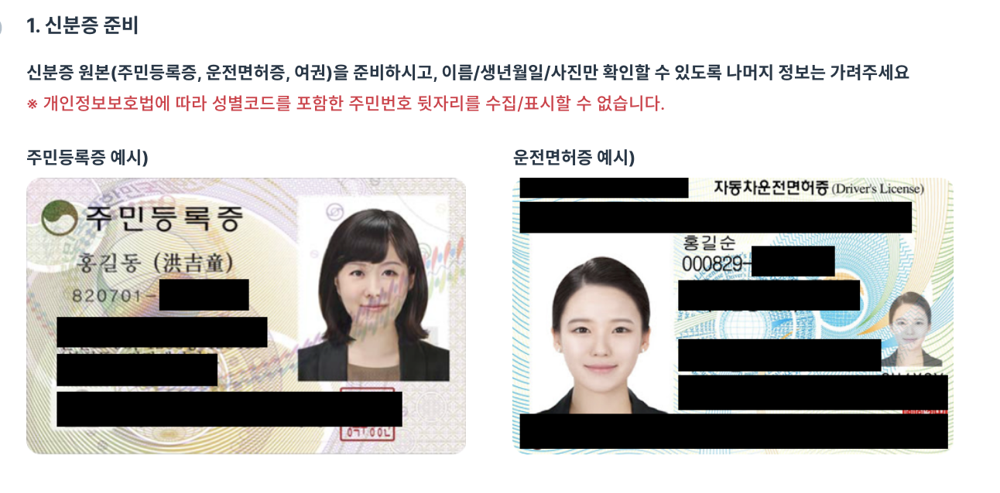 1. 신분증 준비
신분증 원본(주민등록증, 운전면허증, 여권)을 준비하시고, 이름/생년월일/사진만 확인할 수 있도록 나머지 정보는 가려주세요
※ 개인정보보호법에 따라 성별코드를 포함한 주민번호 뒷자리를 수집/표시할 수 없습니다.
주민등록증 예시)
주민등록증
홍길동 (洪吉童)
820701-
운전면허증 예시)
자동차운전면허증 (Driver's License)
홍길순
000829-